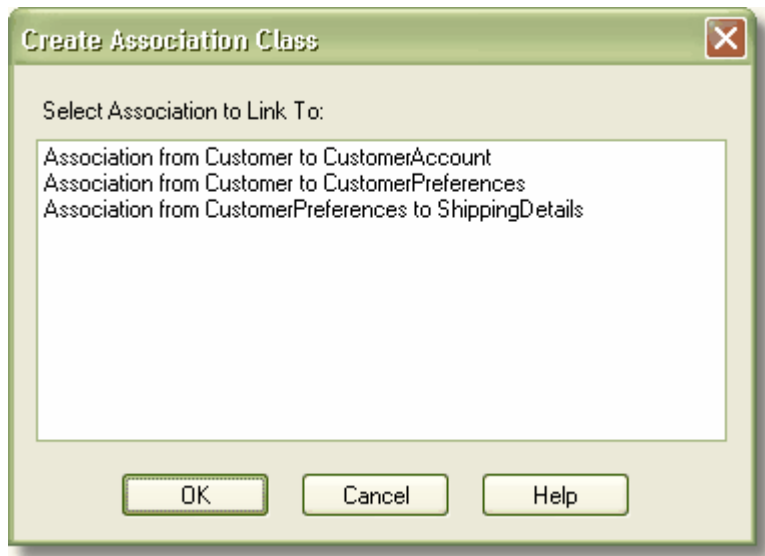 Create Association Class
Select Association to Link To:
Association from Customer to CustomerAccount
Association from Customer to CustomerPreferences
Association from CustomerPreferences to ShippingDetails
OK Cancel Help